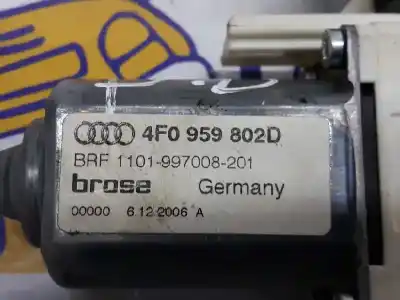 4F0 959 802D
BRF 1101-997008-201
brose Germany
00000 6.12.2006 A